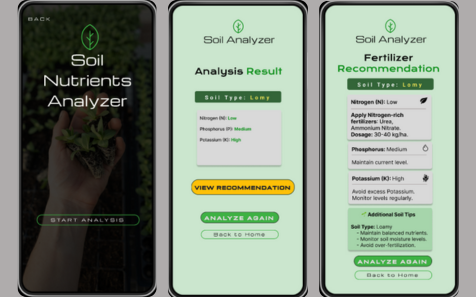 BACK
Soil
Nutrients
Analyzer
START ANALYSIS
Soil Analyzer
Analysis Result
Soil Type: Lomy
Nitrogen (N): Low
Phosphorus (P): Medium
Potassium (K): High
VIEW RECOMMENDATION
ANALYZE AGAIN
Back to Home
Soil Analyzer
Fertilizer
Recommendation
Soil Type: Lomy
Nitrogen (N): Low
Apply Nitrogen-rich
fertilizers: Urea,
Ammonium Nitrate.
Dosage: 30-40 kg/ha.
Phosphorus: Medium
Maintain current level.
Potassium (K): High
Avoid excess Potassium.
Monitor levels regularly.
Additional Soil Tips
Soil Type: Loamy
- Maintain balanced nutrients.
- Monitor soil moisture levels.
- Avoid over-fertilization.
ANALYZE AGAIN
Back to Home